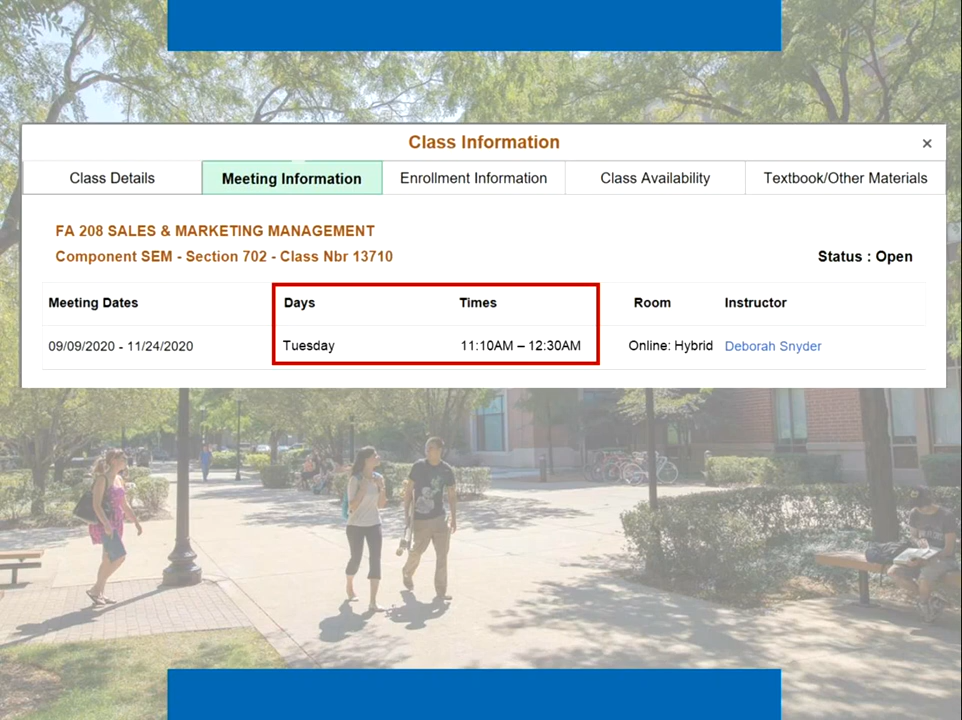 Class Information ×
Class Details Meeting Information Enrollment Information Class Availability Textbook/Other Materials
FA 208 SALES & MARKETING MANAGEMENT
Component SEM - Section 702 - Class Nbr 13710 Status : Open
Meeting Dates Days Times Room Instructor
09/09/2020 - 11/24/2020 Tuesday 11:10AM – 12:30AM Online: Hybrid Deborah Snyder